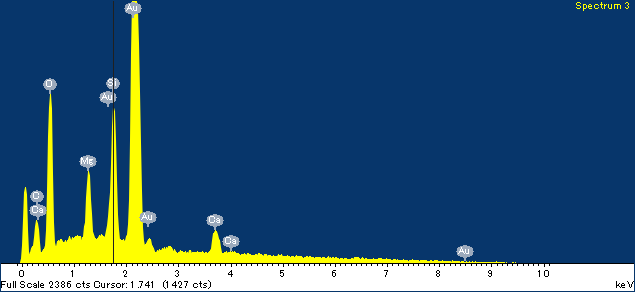 Spectrum 3
Au
O
Si
Au
Mg
C
Ca
Au
Ca
Ca
Au
0 1 2 3 4 5 6 7 8 9 10
Full Scale 2386 cts Cursor: 1.741 (1427 cts) keV